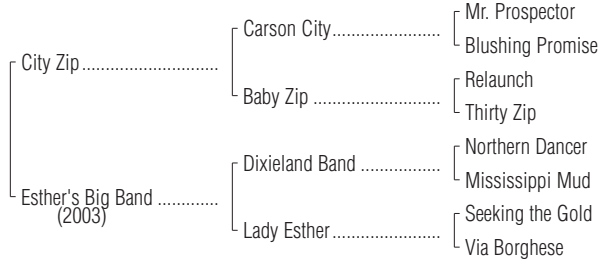 Mr. Prospector
Carson City......................
Blushing Promise
City Zip............................
Relaunch
Baby Zip ..........................
Thirty Zip
Northern Dancer
Dixieland Band ................
Mississippi Mud
Esther's Big Band ............
(2003)
Seeking the Gold
Lady Esther......................
Via Borghese